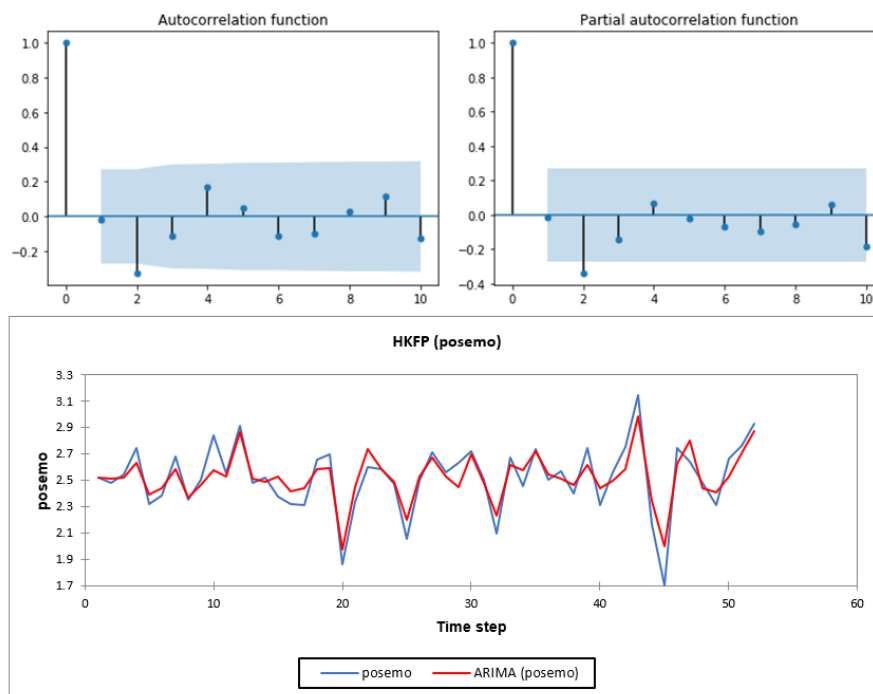 Autocorrelation function
1.0
0.8
0.6
0.4
0.2
0.0
−0.2
0 2 4 6 8 10
Partial autocorrelation function
1.0
0.8
0.6
0.4
0.2
0.0
−0.2
−0.4
0 2 4 6 8 10
HKFP (posemo)
posemo
3.3
3.1
2.9
2.7
2.5
2.3
2.1
1.9
1.7
0 10 20 30 40 50 60
Time step
posemo ARIMA (posemo)